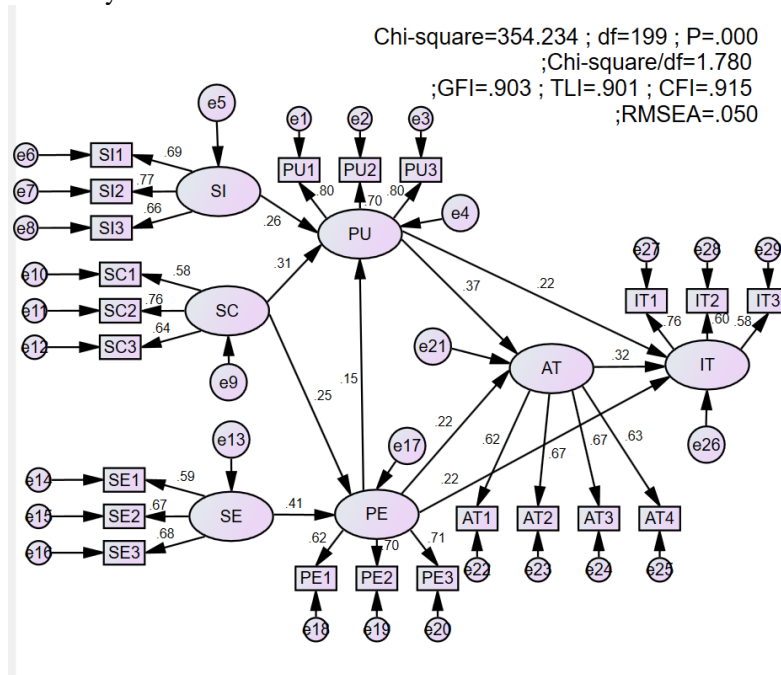 Chi-square=354.234 ; df=199 ; P=.000
;Chi-square/df=1.780
;GFI=.903 ; TLI=.901 ; CFI=.915
;RMSEA=.050
e5
e1 e2 e3
e6 SI1 .69
e7 SI2 .77 SI
e8 SI3 .66
PU1 PU2 PU3
.80 .70 .80
PU e4
.26
.31
e10 SC1 .58
e11 SC2 .76 SC
e12 SC3 .64
e9
e27 e28 e29
IT1 IT2 IT3
.76 .60 .58
.37 .22
e21 AT .32 IT
e26
.25 .15 .22 .22
e13 e17
e14 SE1 .59
e15 SE2 .67 SE .41 PE
e16 SE3 .68
.62 .67 .67 .63
AT1 AT2 AT3 AT4
e22 e23 e24 e25
.62 .70 .71
PE1 PE2 PE3
e18 e19 e20